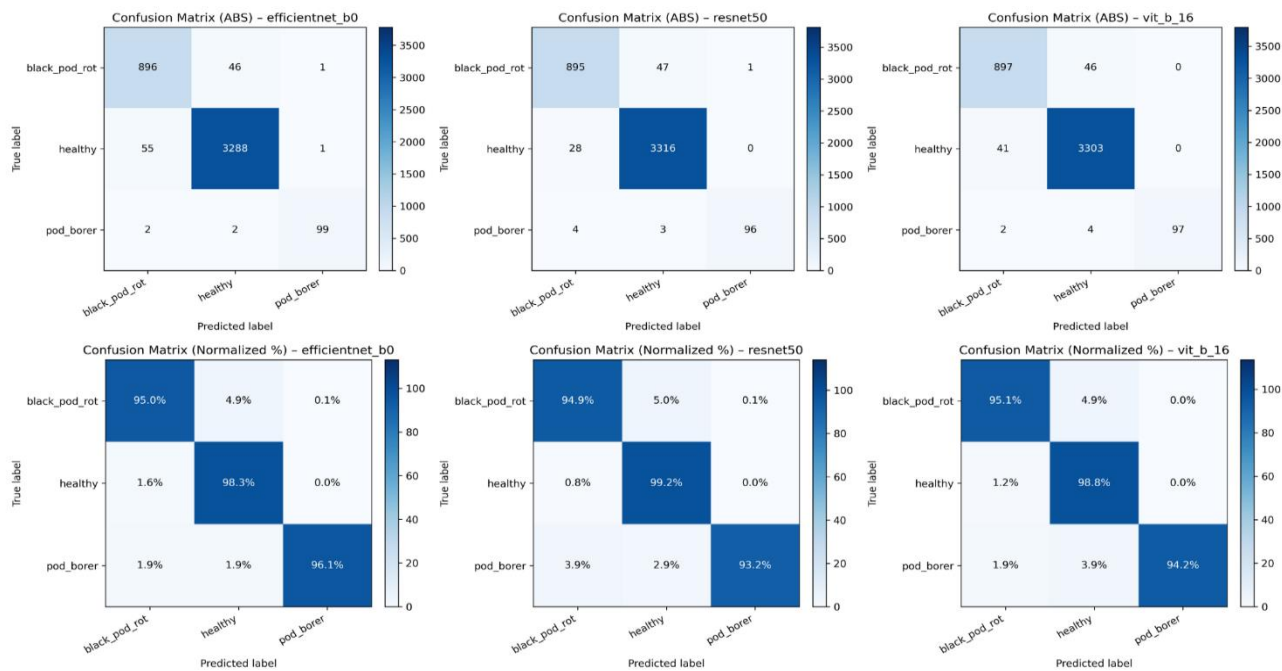 Confusion Matrix (ABS) – efficientnet_b0
black_pod_rot 896 46 1
healthy 55 3288 1
pod_borer 2 2 99
True label
black_pod_rot healthy pod_borer
Predicted label
3500
3000
2500
2000
1500
1000
500
0
Confusion Matrix (ABS) – resnet50
black_pod_rot 895 47 1
healthy 28 3316 0
pod_borer 4 3 96
True label
black_pod_rot healthy pod_borer
Predicted label
3500
3000
2500
2000
1500
1000
500
0
Confusion Matrix (ABS) – vit_b_16
black_pod_rot 897 46 0
healthy 41 3303 0
pod_borer 2 4 97
True label
black_pod_rot healthy pod_borer
Predicted label
3500
3000
2500
2000
1500
1000
500
0
Confusion Matrix (Normalized %) – efficientnet_b0
black_pod_rot 95.0% 4.9% 0.1%
healthy 1.6% 98.3% 0.0%
pod_borer 1.9% 1.9% 96.1%
True label
black_pod_rot healthy pod_borer
Predicted label
100
80
60
40
20
0
Confusion Matrix (Normalized %) – resnet50
black_pod_rot 94.9% 5.0% 0.1%
healthy 0.8% 99.2% 0.0%
pod_borer 3.9% 2.9% 93.2%
True label
black_pod_rot healthy pod_borer
Predicted label
100
80
60
40
20
0
Confusion Matrix (Normalized %) – vit_b_16
black_pod_rot 95.1% 4.9% 0.0%
healthy 1.2% 98.8% 0.0%
pod_borer 1.9% 3.9% 94.2%
True label
black_pod_rot healthy pod_borer
Predicted label
100
80
60
40
20
0